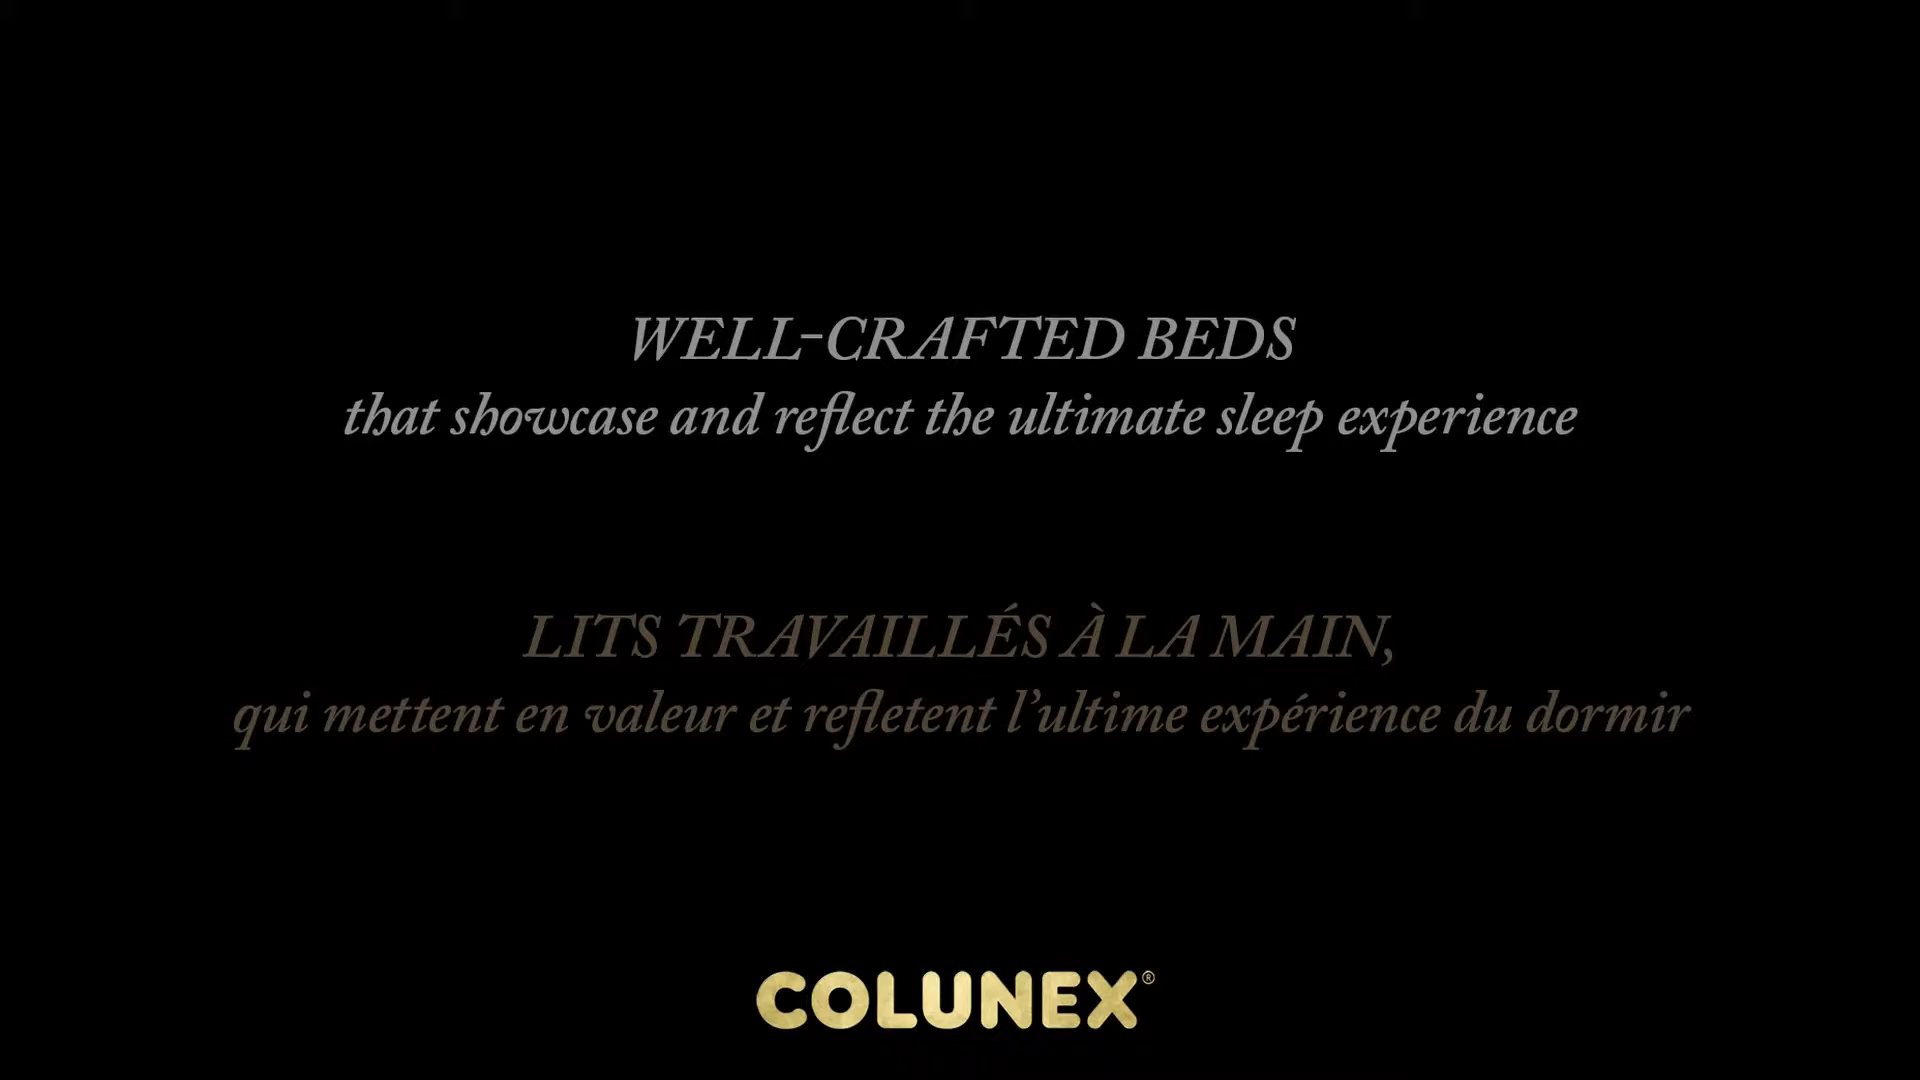 WELL-CRAFTED BEDS
that showcase and reflect the ultimate sleep experience
LITS TRAVAILLÉS À LA MAIN,
qui mettent en valeur et refletent l’ultime expérience du dormir
COLUNEX®